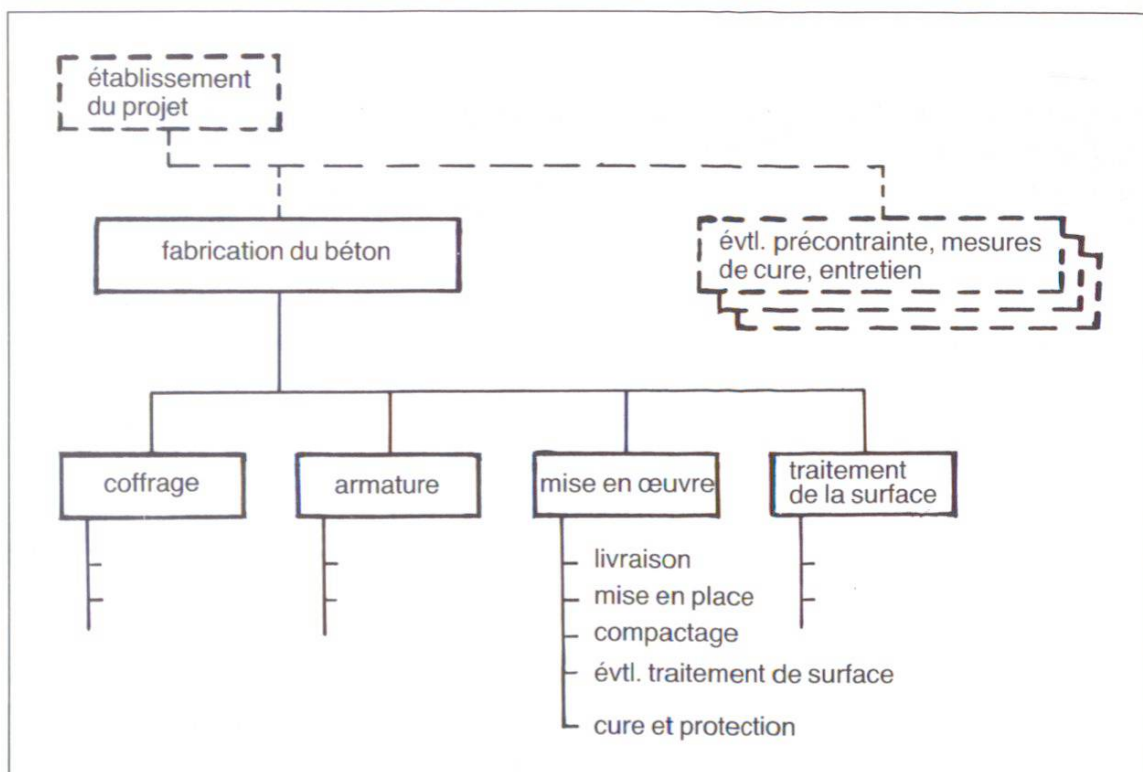 établissement
du projet
fabrication du béton
évtl. précontrainte, mesures
de cure, entretien
coffrage
armature
mise en œuvre
traitement
de la surface
livraison
mise en place
compactage
évtl. traitement de surface
cure et protection